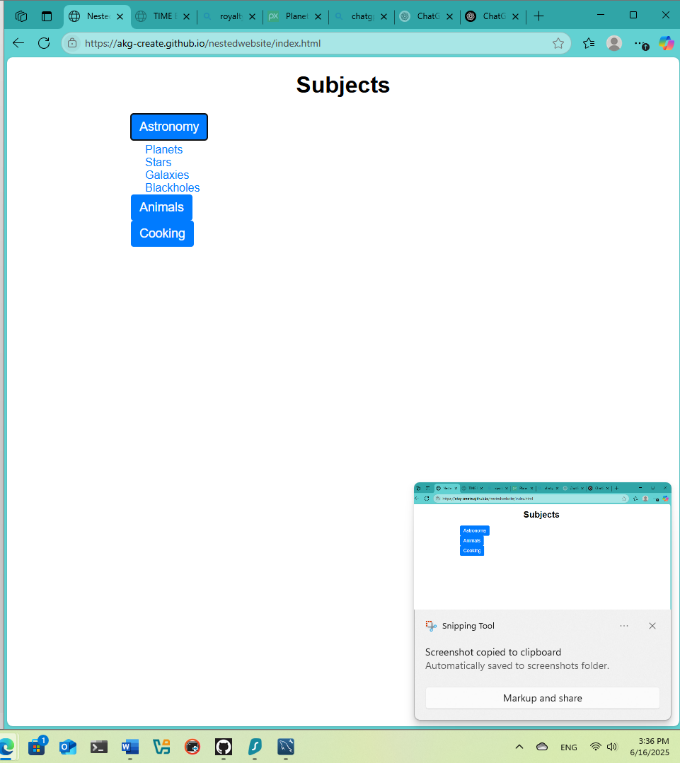 Neste
TIME
royalt
Planet
chatg
ChatG
ChatG
https://akg-create.github.io/nestedwebsite/index.html
Subjects
Astronomy
Planets
Stars
Galaxies
Blackholes
Animals
Cooking
Subjects
Astronomy
Animals
Cooking
Snipping Tool
Screenshot copied to clipboard
Automatically saved to screenshots folder.
Markup and share
1
ENG
3:36 PM
6/16/2025